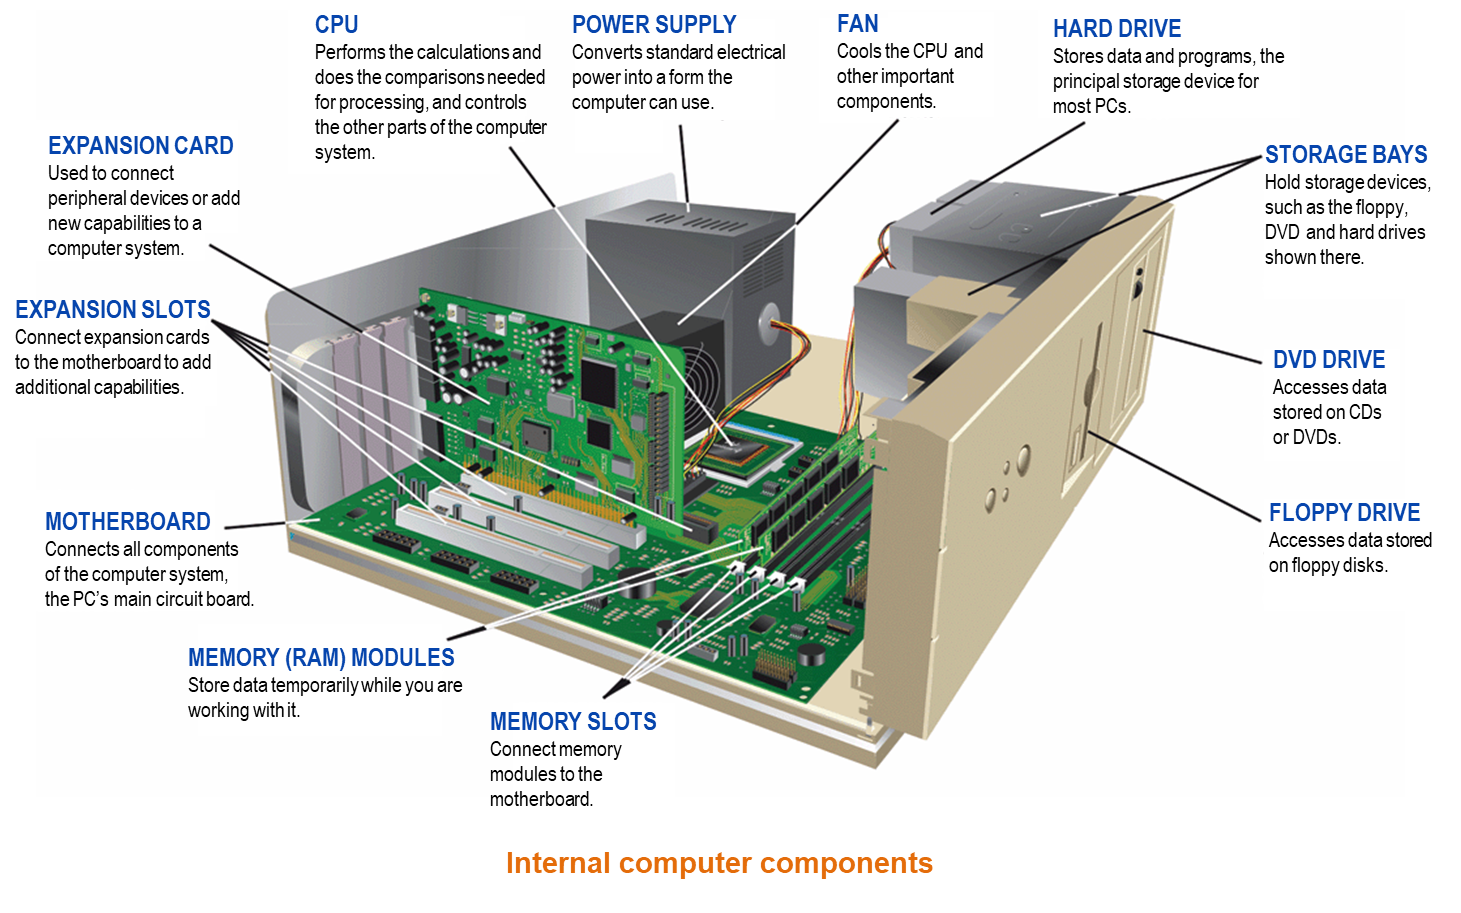 CPU
Performs the calculations and
does the comparisons needed
for processing, and controls
the other parts of the computer
system.
POWER SUPPLY
Converts standard electrical
power into a form the
computer can use.
FAN
Cools the CPU and
other important
components.
HARD DRIVE
Stores data and programs, the
principal storage device for
most PCs.
EXPANSION CARD
Used to connect
peripheral devices or add
new capabilities to a
computer system.
STORAGE BAYS
Hold storage devices,
such as the floppy,
DVD and hard drives
shown there.
EXPANSION SLOTS
Connect expansion cards
to the motherboard to add
additional capabilities.
DVD DRIVE
Accesses data
stored on CDs
or DVDs.
MOTHERBOARD
Connects all components
of the computer system,
the PC's main circuit board.
FLOPPY DRIVE
Accesses data stored
on floppy disks.
MEMORY (RAM) MODULES
Store data temporarily while you are
working with it.
MEMORY SLOTS
Connect memory
modules to the
motherboard.
Internal computer components